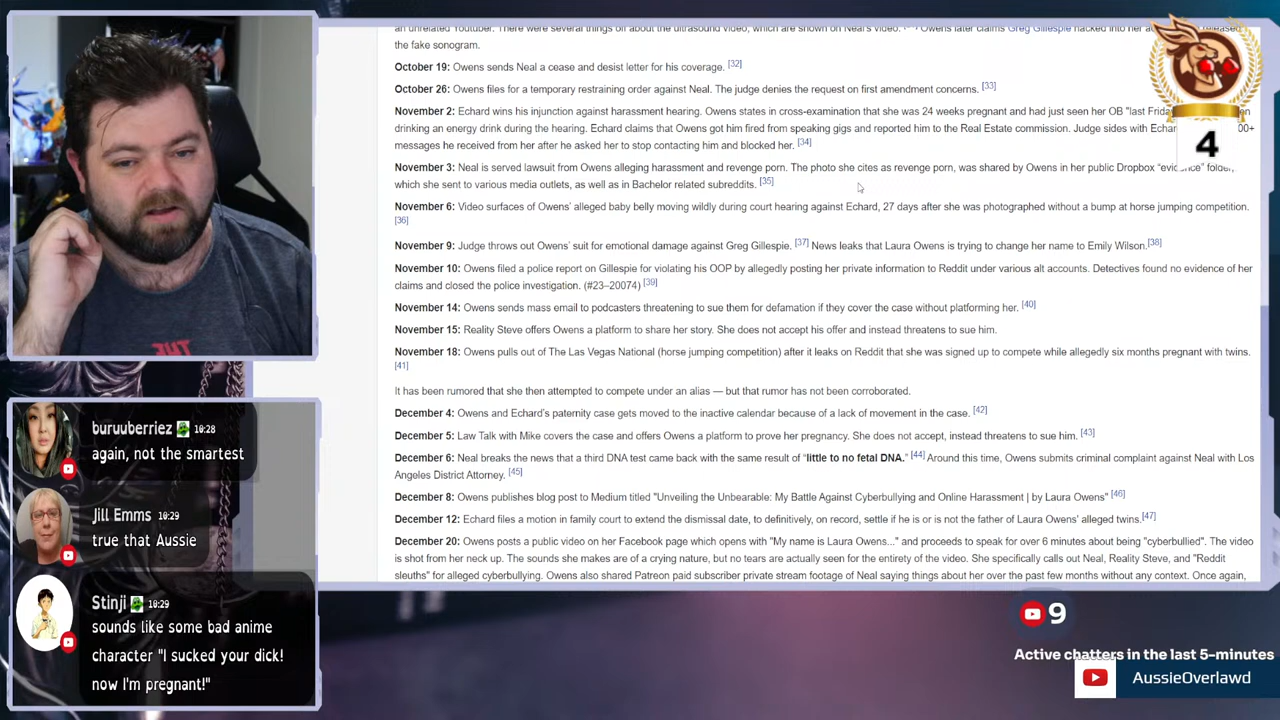 an unrelated Youtuber. There were several things off about the ultrasound video, which are shown on Neal's video. Owens later claims Greg Gillespie hacked into her
the fake sonogram.
October 19: Owens sends Neal a cease and desist letter for his coverage. [32]
October 26: Owens files for a temporary restraining order against Neal. The judge denies the request on first amendment concerns. [33]
November 2: Echard wins his injunction against harassment hearing. Owens states in cross-examination that she was 24 weeks pregnant and had just seen her OB "last
drinking an energy drink during the hearing. Echard claims that Owens got him fired from speaking gigs and reported him to the Real Estate commission. Judge sides with
messages he received from her after he asked her to stop contacting him and blocked her. [34]
November 3: Neal is served lawsuit from Owens alleging harassment and revenge porn. The photo she cites as revenge porn, was shared by Owens in her public Dropbox folder,
which she sent to various media outlets, as well as in Bachelor related subreddits. [35]
November 6: Video surfaces of Owens' alleged baby belly moving wildly during court hearing against Echard, 27 days after she was photographed without a bump at horse jumping competition.
[36]
November 9: Judge throws out Owens' suit for emotional damage against Greg Gillespie. [37] News leaks that Laura Owens is trying to change her name to Emily Wilson.[38]
November 10: Owens filed a police report on Gillespie for violating his OOP by allegedly posting her private information to Reddit under various alt accounts. Detectives found no evidence of her
claims and closed the police investigation. (#23–20074) [39]
November 14: Owens sends mass email to podcasters threatening to sue them for defamation if they cover the case without platforming her. [40]
November 15: Reality Steve offers Owens a platform to share her story. She does not accept his offer and instead threatens to sue him.
November 18: Owens pulls out of The Las Vegas National (horse jumping competition) after it leaks on Reddit that she was signed up to compete while allegedly six months pregnant with twins.
[41]
It has been rumored that she then attempted to compete under an alias — but that rumor has not been corroborated.
December 4: Owens and Echard's paternity case gets moved to the inactive calendar because of a lack of movement in the case. [42]
December 5: Law Talk with Mike covers the case and offers Owens a platform to prove her pregnancy. She does not accept, instead threatens to sue him. [43]
December 6: Neal breaks the news that a third DNA test came back with the same result of "little to no fetal DNA." [44] Around this time, Owens submits criminal complaint against Neal with Los
Angeles District Attorney. [45]
December 8: Owens publishes blog post to Medium titled "Unveiling the Unbearable: My Battle Against Cyberbullying and Online Harassment | by Laura Owens" [46]
December 12: Echard files a motion in family court to extend the dismissal date, to definitively, on record, settle if he is or is not the father of Laura Owens' alleged twins.[47]
December 20: Owens posts a public video on her Facebook page which opens with "My name is Laura Owens..." and proceeds to speak for over 6 minutes about being "cyberbullied". The video
is shot from her neck up. The sounds she makes are of a crying nature, but no tears are actually seen for the entirety of the video. She specifically calls out Neal, Reality Steve, and "Reddit
sleuths" for alleged cyberbullying. Owens also shared Patreon paid subscriber private stream footage of Neal saying things about her over the past few months without any context. Once again,
4
buruuberriez 10:28
again, not the smartest
Jill Emms 10:29
true that Aussie
Stinji 10:29
sounds like some bad anime
character "I sucked your dick!
now I'm pregnant!"
9
Active chatters in the last 5-minutes
AussieOverlawd